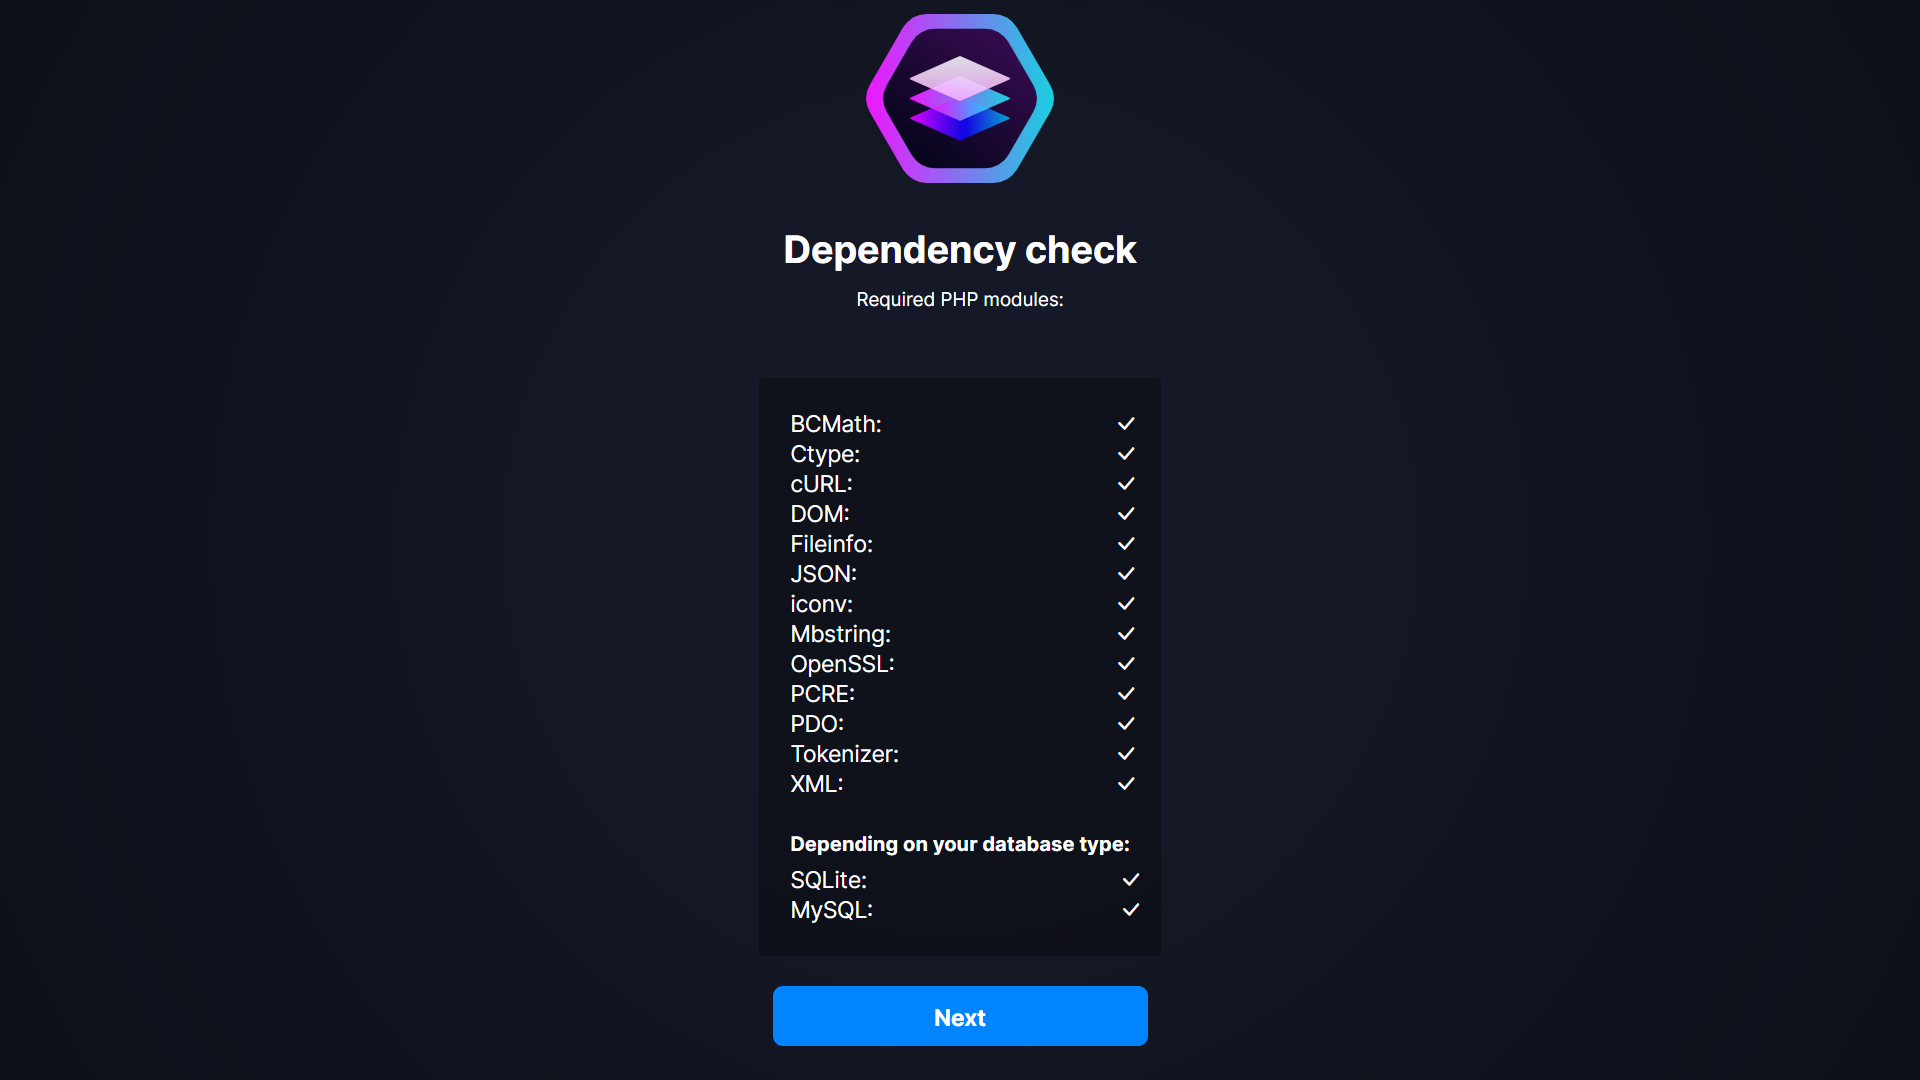 Dependency check
Required PHP modules:
BCMath: ✓
Ctype: ✓
cURL: ✓
DOM: ✓
Fileinfo: ✓
JSON: ✓
iconv: ✓
Mbstring: ✓
OpenSSL: ✓
PCRE: ✓
PDO: ✓
Tokenizer: ✓
XML: ✓
Depending on your database type:
SQLite: ✓
MySQL: ✓
Next